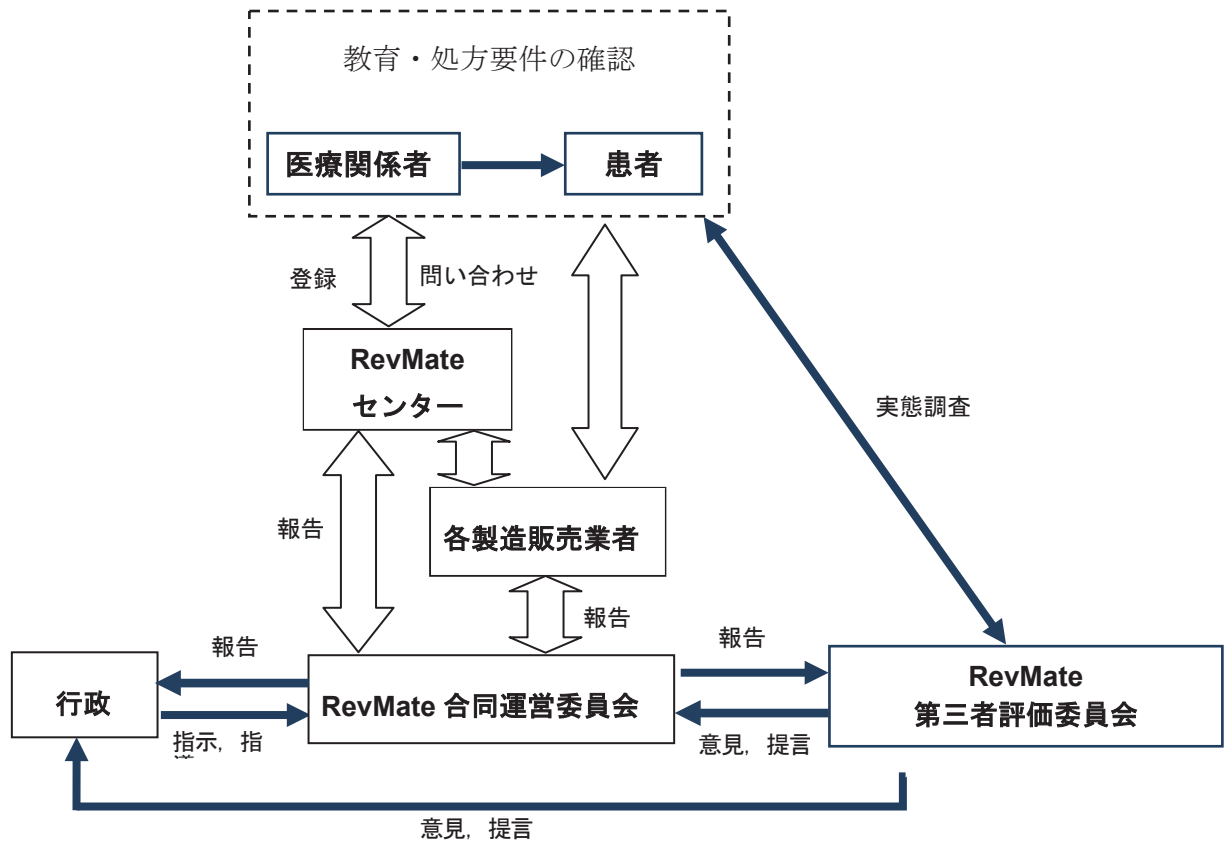 教育・処方要件の確認
医療関係者
患者
登録
問い合わせ
RevMate
センター
実態調査
報告
各製造販売業者
報告
報告
報告
行政
RevMate 合同運営委員会
RevMate
第三者評価委員会
指示，指
意見，提言
意見，提言